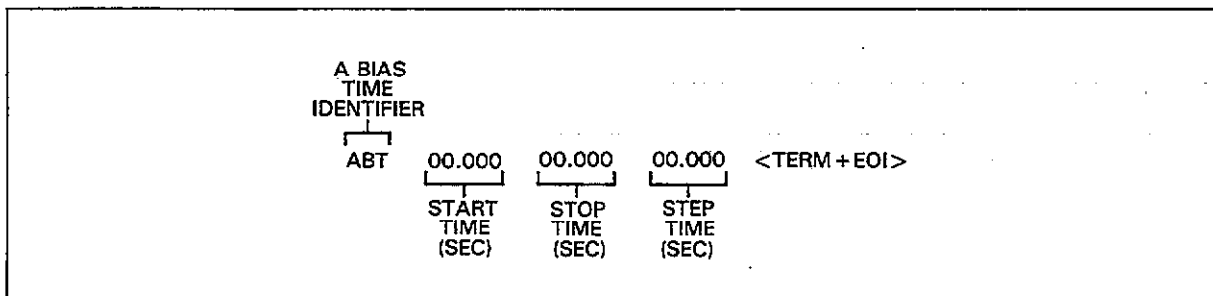 A BIAS
TIME
IDENTIFIER
ABT 00.000 00.000 00.000 <TERM + EOI>
START TIME (SEC)
STOP TIME (SEC)
STEP TIME (SEC)